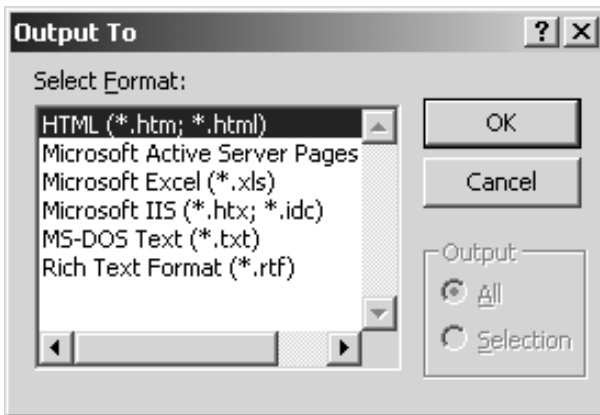 Output To
Select Format:
HTML (*.htm; *.html)
Microsoft Active Server Pages
Microsoft Excel (*.xls)
Microsoft IIS (*.htx; *.idc)
MS-DOS Text (*.txt)
Rich Text Format (*.rtf)
OK
Cancel
Output
All
Selection